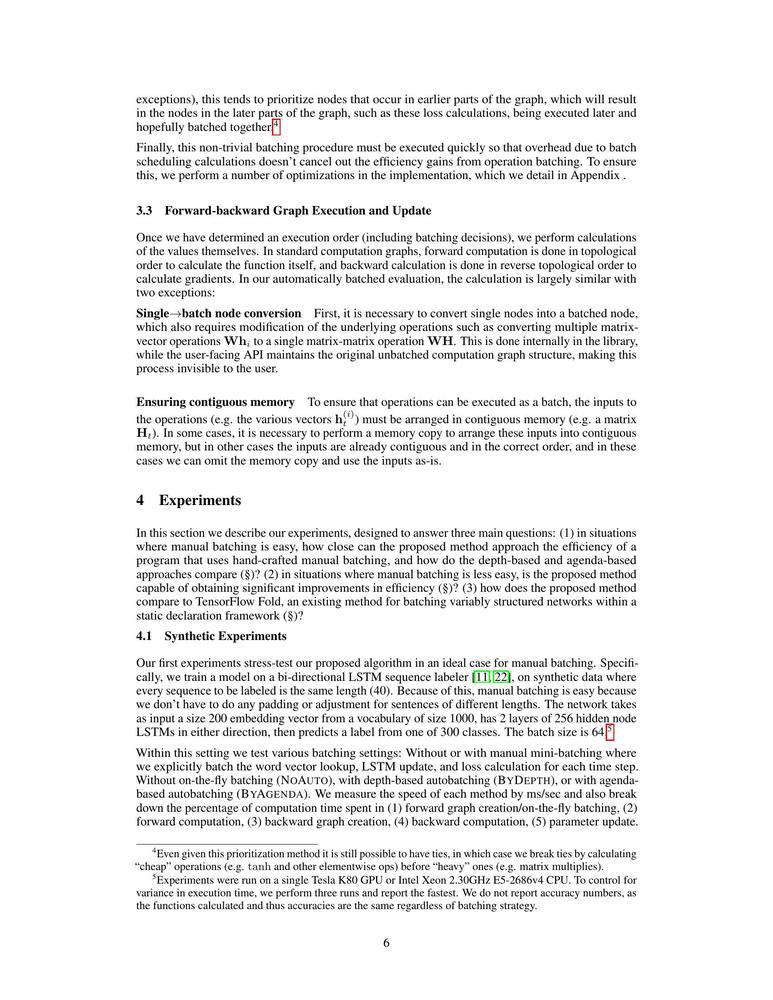 exceptions), this tends to prioritize nodes that occur in earlier parts of the graph, which will result
in the nodes in the later parts of the graph, such as these loss calculations, being executed later and
hopefully batched together.4
Finally, this non-trivial batching procedure must be executed quickly so that overhead due to batch
scheduling calculations doesn't cancel out the efficiency gains from operation batching. To ensure
this, we perform a number of optimizations in the implementation, which we detail in Appendix .
3.3 Forward-backward Graph Execution and Update
Once we have determined an execution order (including batching decisions), we perform calculations
of the values themselves. In standard computation graphs, forward computation is done in topological
order to calculate the function itself, and backward calculation is done in reverse topological order to
calculate gradients. In our automatically batched evaluation, the calculation is largely similar with
two exceptions:
Single→batch node conversion First, it is necessary to convert single nodes into a batched node,
which also requires modification of the underlying operations such as converting multiple matrix-
vector operations Wh_i to a single matrix-matrix operation WH. This is done internally in the library,
while the user-facing API maintains the original unbatched computation graph structure, making this
process invisible to the user.
Ensuring contiguous memory To ensure that operations can be executed as a batch, the inputs to
the operations (e.g. the various vectors h_t^(i)) must be arranged in contiguous memory (e.g. a matrix
H_t). In some cases, it is necessary to perform a memory copy to arrange these inputs into contiguous
memory, but in other cases the inputs are already contiguous and in the correct order, and in these
cases we can omit the memory copy and use the inputs as-is.
4 Experiments
In this section we describe our experiments, designed to answer three main questions: (1) in situations
where manual batching is easy, how close can the proposed method approach the efficiency of a
program that uses hand-crafted manual batching, and how do the depth-based and agenda-based
approaches compare (§)? (2) in situations where manual batching is less easy, is the proposed method
capable of obtaining significant improvements in efficiency (§)? (3) how does the proposed method
compare to TensorFlow Fold, an existing method for batching variably structured networks within a
static declaration framework (§)?
4.1 Synthetic Experiments
Our first experiments stress-test our proposed algorithm in an ideal case for manual batching. Specifi-
cally, we train a model on a bi-directional LSTM sequence labeler [11, 22], on synthetic data where
every sequence to be labeled is the same length (40). Because of this, manual batching is easy because
we don't have to do any padding or adjustment for sentences of different lengths. The network takes
as input a size 200 embedding vector from a vocabulary of size 1000, has 2 layers of 256 hidden node
LSTMs in either direction, then predicts a label from one of 300 classes. The batch size is 64.5
Within this setting we test various batching settings: Without or with manual mini-batching where
we explicitly batch the word vector lookup, LSTM update, and loss calculation for each time step.
Without on-the-fly batching (NOAUTO), with depth-based autobatching (BYDEPTH), or with agenda-
based autobatching (BYAGENDA). We measure the speed of each method by ms/sec and also break
down the percentage of computation time spent in (1) forward graph creation/on-the-fly batching, (2)
forward computation, (3) backward graph creation, (4) backward computation, (5) parameter update.
4Even given this prioritization method it is still possible to have ties, in which case we break ties by calculating
"cheap" operations (e.g. tanh and other elementwise ops) before "heavy" ones (e.g. matrix multiplies).
5Experiments were run on a single Tesla K80 GPU or Intel Xeon 2.30GHz E5-2686v4 CPU. To control for
variance in execution time, we perform three runs and report the fastest. We do not report accuracy numbers, as
the functions calculated and thus accuracies are the same regardless of batching strategy.
6